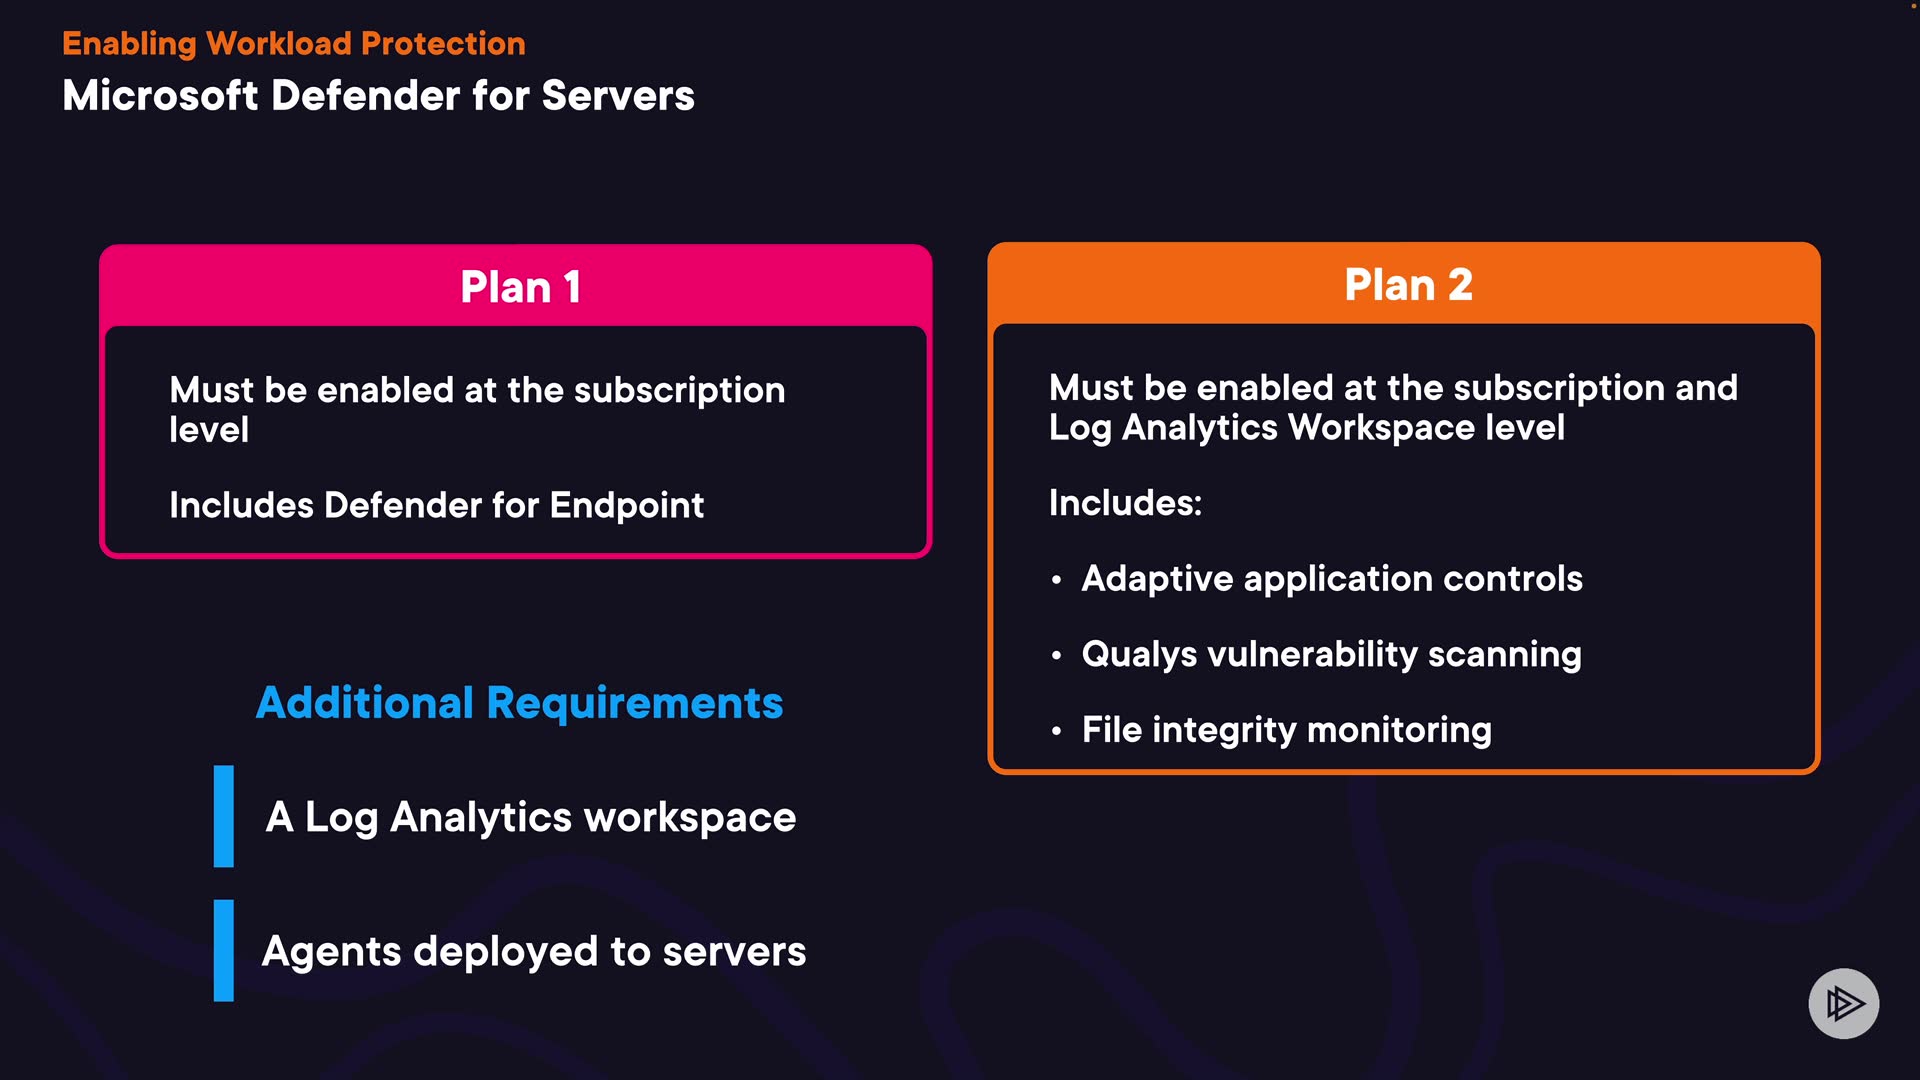 Enabling Workload Protection
Microsoft Defender for Servers
Plan 1
Must be enabled at the subscription
level
Includes Defender for Endpoint
Plan 2
Must be enabled at the subscription and
Log Analytics Workspace level
Includes:
• Adaptive application controls
• Qualys vulnerability scanning
• File integrity monitoring
Additional Requirements
A Log Analytics workspace
Agents deployed to servers